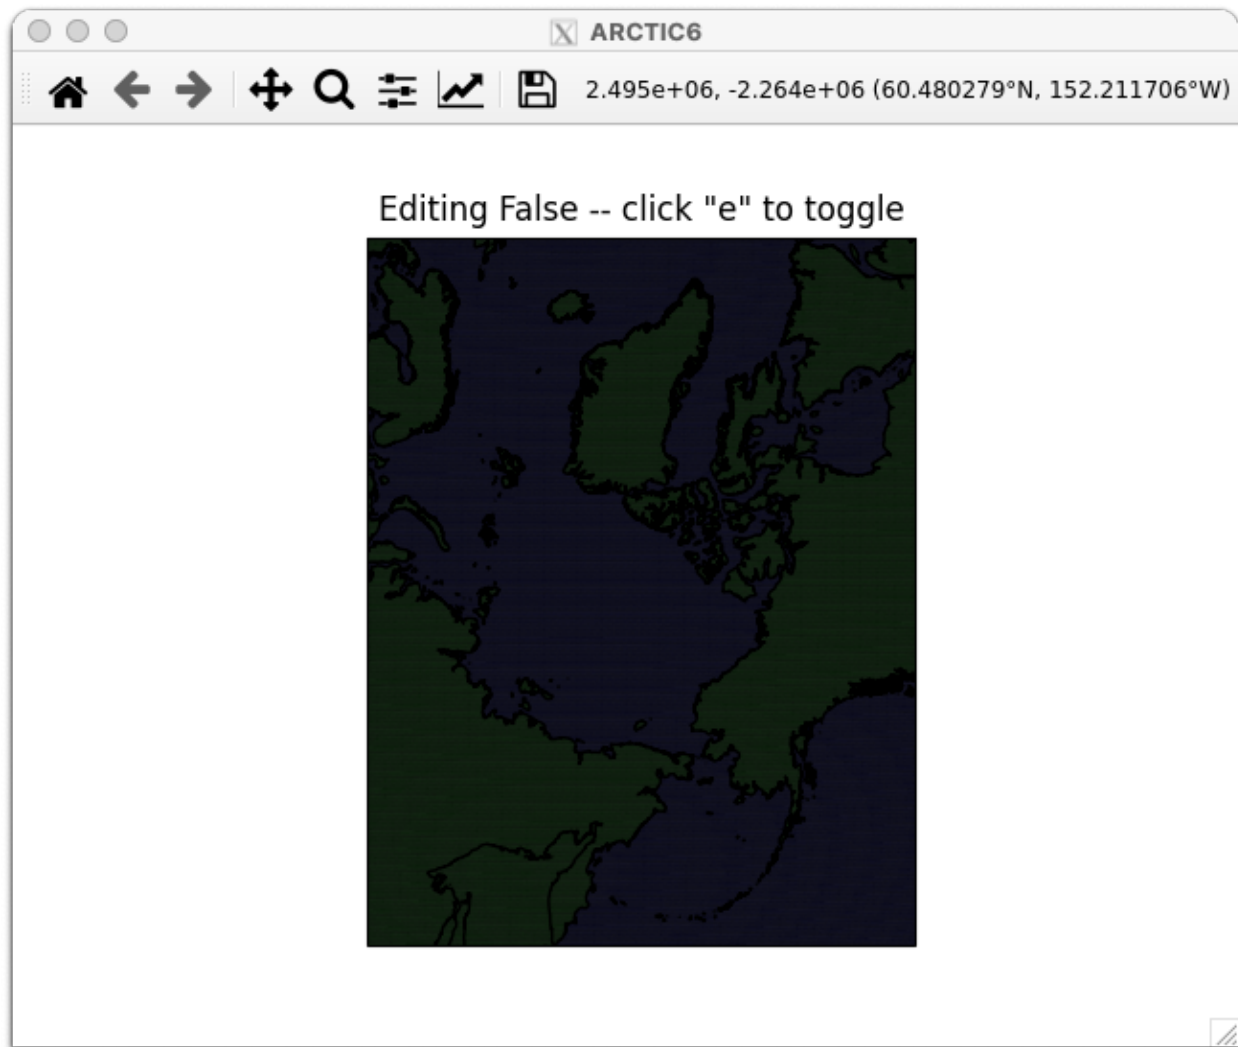 ARCTIC6
2.495e+06, -2.264e+06 (60.480279°N, 152.211706°W)
Editing False -- click "e" to toggle